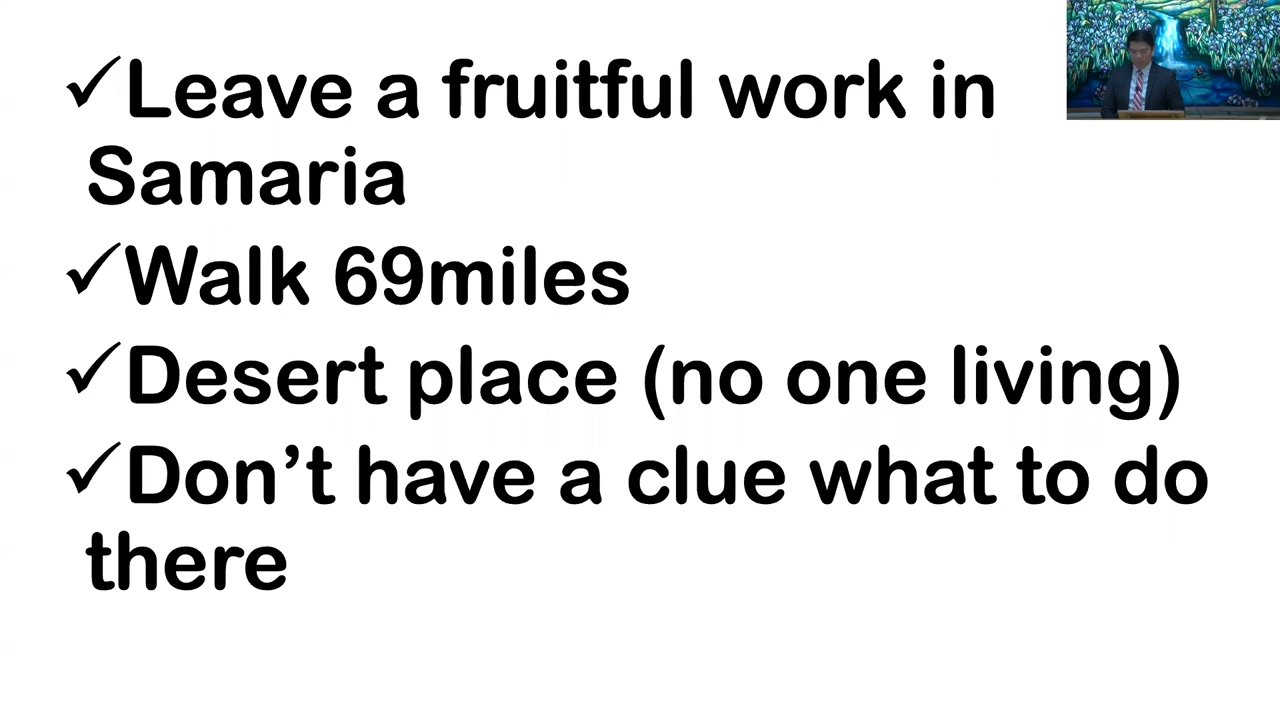 ✓Leave a fruitful work in
Samaria
✓Walk 69miles
✓Desert place (no one living)
✓Don't have a clue what to do
there